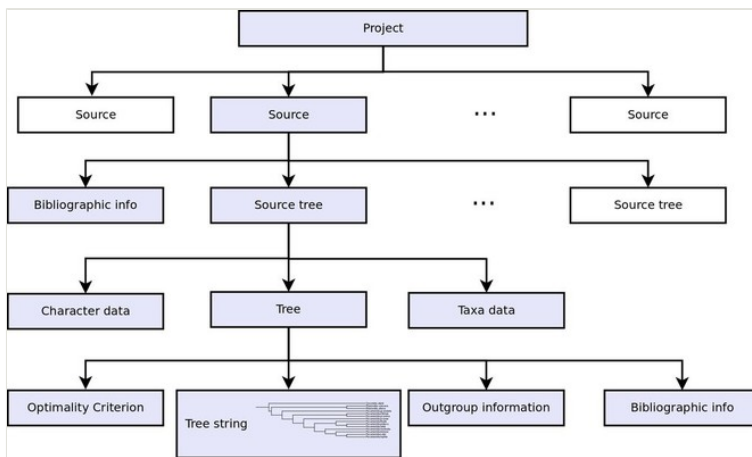 Project
Source
Source
...
Source
Bibliographic info
Source tree
...
Source tree
Character data
Tree
Taxa data
Optimality Criterion
Tree string
Outgroup information
Bibliographic info